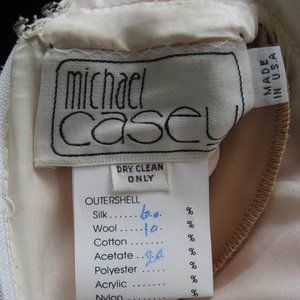 michael
casey
MADE
IN USA
DRY CLEAN
ONLY
OUTERSHELL
Silk ...... 60 %
Wool ..... 10 %
Cotton ..... %
Acetate .. 30 %
Polyester ..... %
Acrylic ...... %
Nylon ....... %